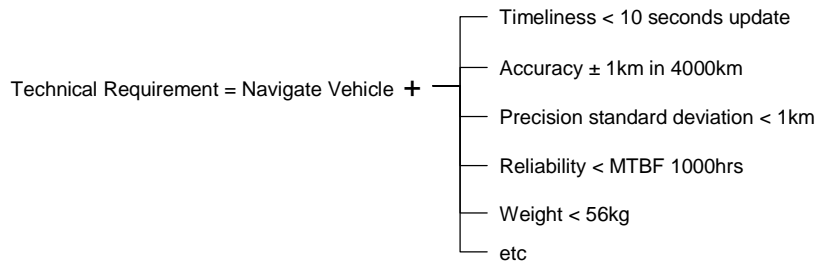 Timeliness < 10 seconds update
Accuracy ± 1km in 4000km
Technical Requirement = Navigate Vehicle +
Precision standard deviation < 1km
Reliability < MTBF 1000hrs
Weight < 56kg
etc